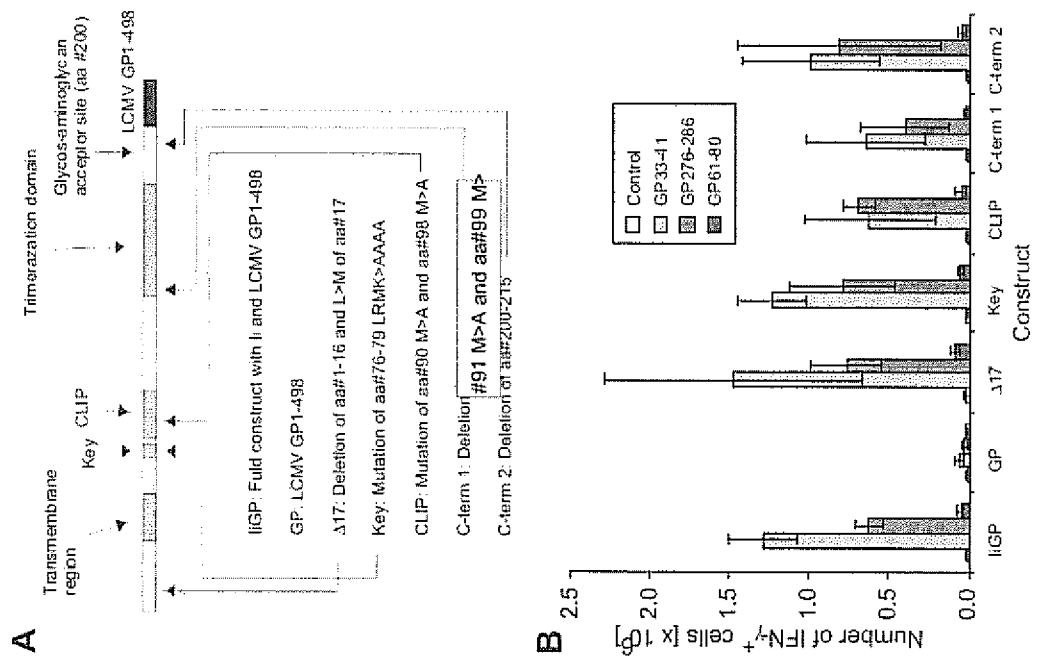 A
Transmembrane
region
Key CLIP
Trimerazation domain
Glycos-aminoglycan
acceptor site (aa #200)
LCMV GP1-498
IiGP: Fuld construct with Ii and LCMV GP1-498
GP: LCMV GP1-498
Δ17: Deletion of aa#1-16 and L>M of aa#17
Key: Mutation of aa#76-79 LRMK>AAAA
CLIP: Mutation of aa#90 M>A and aa#98 M>A
C-term 1: Deletion #91 M>A and aa#99 M>
C-term 2: Deletion of aa#200-215
B
Number of IFN-γ+ cells [x 10⁶]
2.5
2.0
1.5
1.0
0.5
0.0
Control
GP33-41
GP276-286
GP61-80
IiGP
GP
Δ17
Key
CLIP
C-term 1
C-term 2
Construct